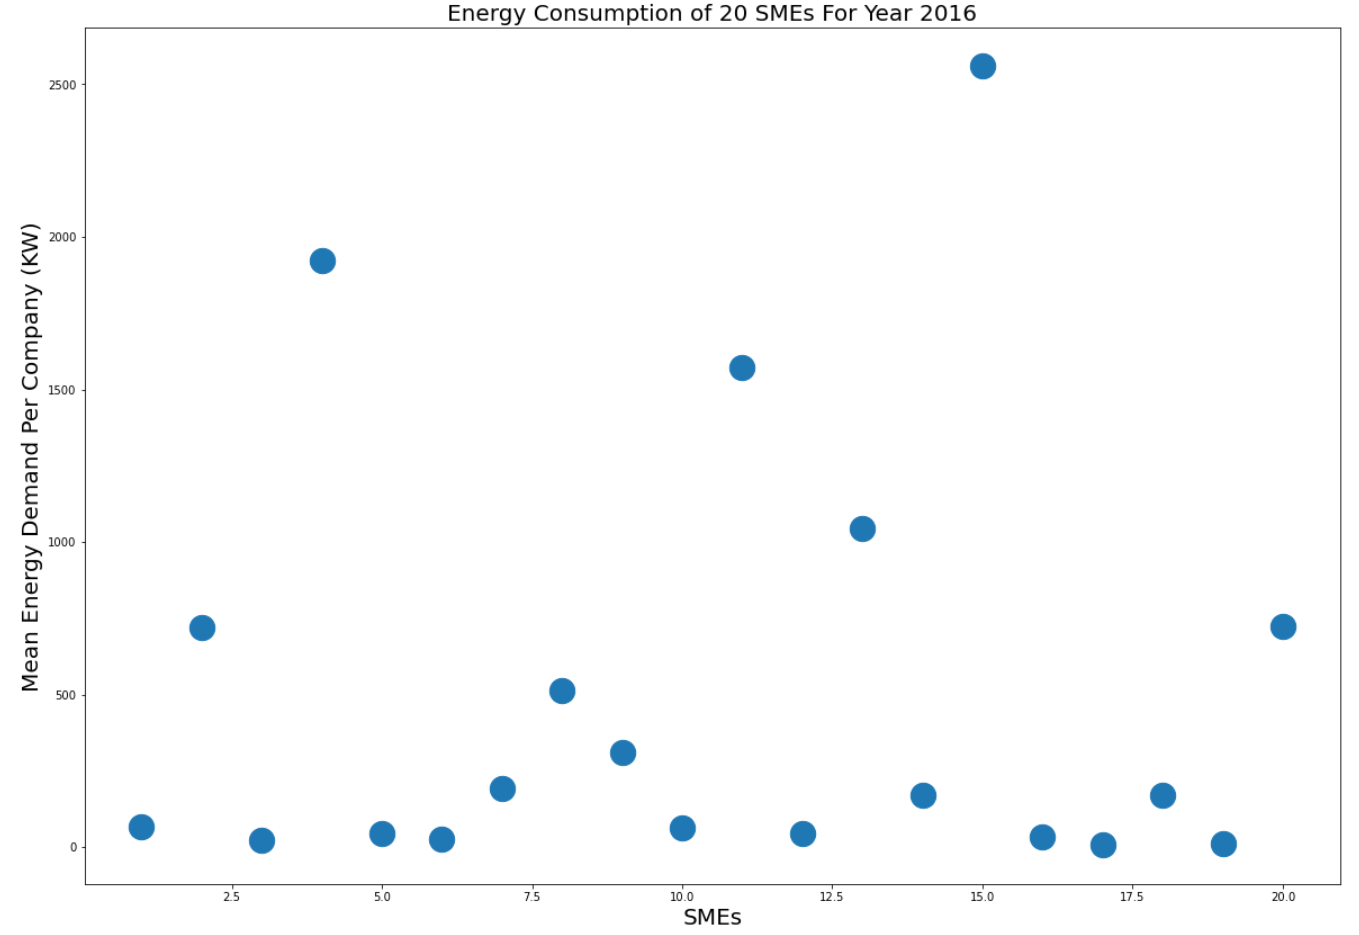 Energy Consumption of 20 SMEs For Year 2016
Mean Energy Demand Per Company (KW)
2500
2000
1500
1000
500
0
2.5 5.0 7.5 10.0 12.5 15.0 17.5 20.0
SMEs